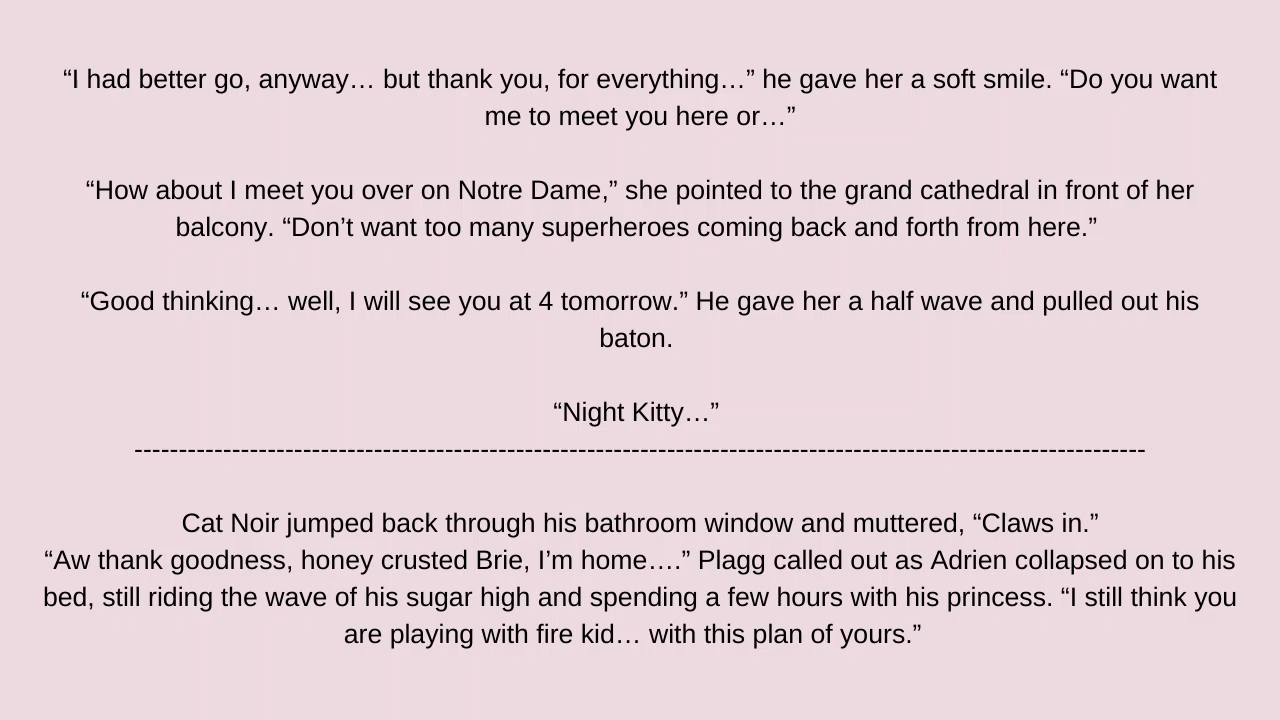 “I had better go, anyway… but thank you, for everything…” he gave her a soft smile. “Do you want
me to meet you here or…”
“How about I meet you over on Notre Dame,” she pointed to the grand cathedral in front of her
balcony. “Don’t want too many superheroes coming back and forth from here.”
“Good thinking… well, I will see you at 4 tomorrow.” He gave her a half wave and pulled out his
baton.
“Night Kitty…”
-------------------------------------------------------------------------------------------------------------------
Cat Noir jumped back through his bathroom window and muttered, “Claws in.”
“Aw thank goodness, honey crusted Brie, I’m home….” Plagg called out as Adrien collapsed on to his
bed, still riding the wave of his sugar high and spending a few hours with his princess. “I still think you
are playing with fire kid… with this plan of yours.”